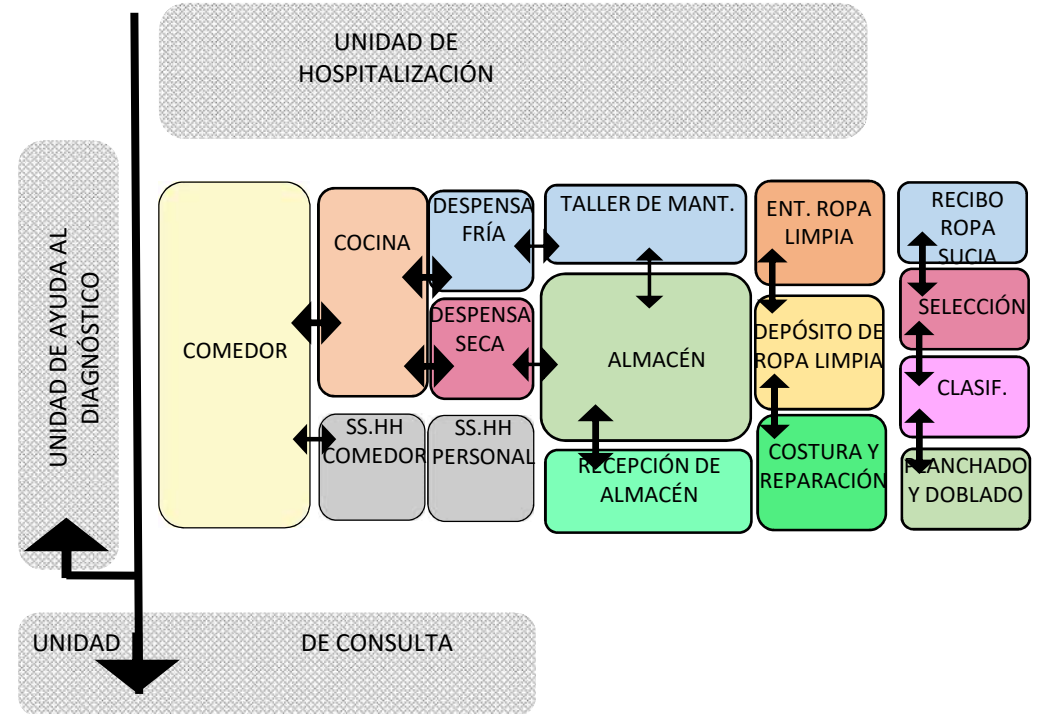 UNIDAD DE
HOSPITALIZACIÓN
UNIDAD DE AYUDA AL
DIAGNÓSTICO
COMEDOR
COCINA
DESPENSA
FRÍA
DESPENSA
SECA
SS.HH
COMEDOR
SS.HH
PERSONAL
TALLER DE MANT.
ALMACÉN
RECEPCIÓN DE
ALMACÉN
ENT. ROPA
LIMPIA
DEPÓSITO DE
ROPA LIMPIA
COSTURA Y
REPARACIÓN
RECIBO
ROPA
SUCIA
SELECCIÓN
CLASIF.
PLANCHADO
Y DOBLADO
UNIDAD DE CONSULTA